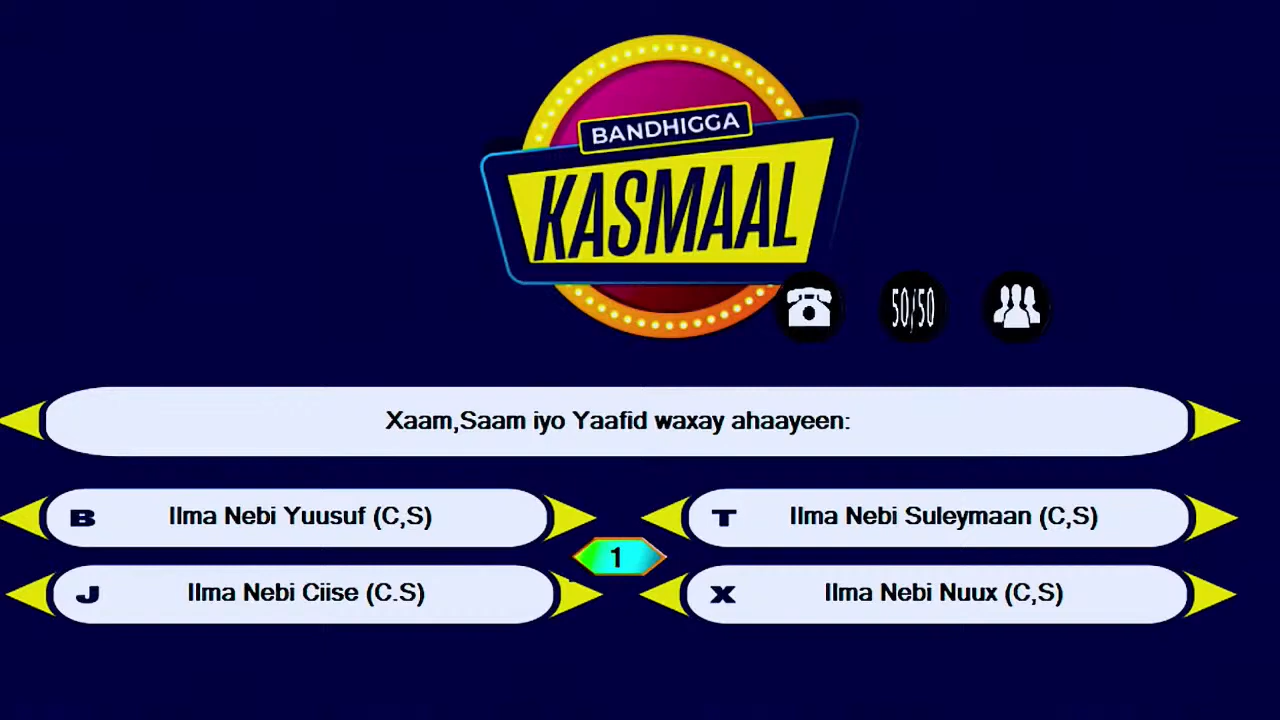 BANDHIGGA
KASMAAL
50/50
Xaam,Saam iyo Yaafid waxay ahaayeen:
B Ilma Nebi Yuusuf (C,S)
T Ilma Nebi Suleymaan (C,S)
1
J Ilma Nebi Ciise (C.S)
X Ilma Nebi Nuux (C,S)